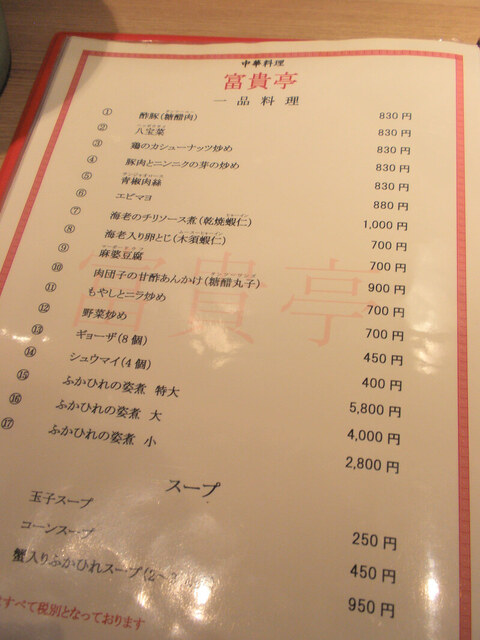 中華料理
富貴亭
一品料理
① 酢豚(糖醋肉) 830円
② 八宝菜 830円
③ 鶏のカシューナッツ炒め 830円
④ 豚肉とニンニクの芽の炒め 830円
⑤ 青椒肉絲 830円
⑥ エビマヨ 880円
⑦ 海老のチリソース煮(乾焼蝦仁) 1,000円
⑧ 海老入り卵とじ(木須蝦仁) 700円
⑨ 麻婆豆腐 700円
⑩ 肉団子の甘酢あんかけ(糖醋丸子) 900円
⑪ もやしとニラ炒め 700円
⑫ 野菜炒め 700円
⑬ ギョーザ(8個) 450円
⑭ シュウマイ(4個) 400円
⑮ ふかひれの姿煮 特大 5,800円
⑯ ふかひれの姿煮 大 4,000円
⑰ ふかひれの姿煮 小 2,800円
スープ
玉子スープ 250円
コーンスープ 450円
蟹入りふかひれスープ(2~ 950円
すべて税別となっております
富貴亭